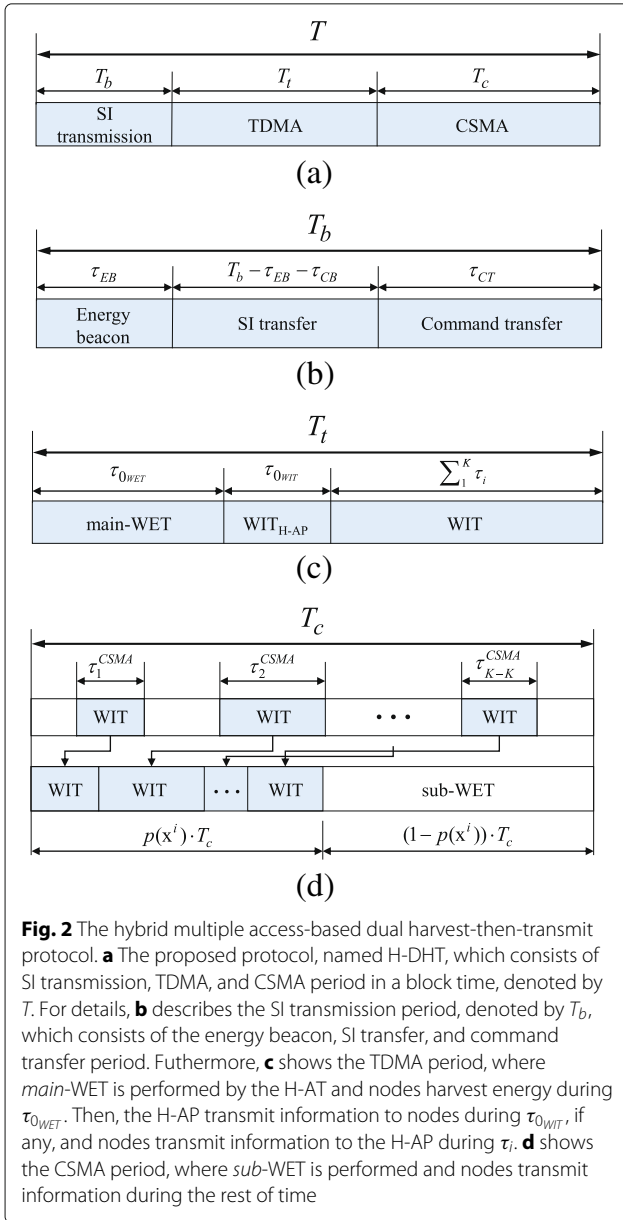 T
T_b T_t T_c
SI transmission TDMA CSMA
(a)
T_b
τ_EB T_b − τ_EB − τ_CB τ_CT
Energy beacon SI transfer Command transfer
(b)
T_t
τ_0_WET τ_0_WIT ∑_1^K τ_i
main-WET WIT_H-AP WIT
(c)
T_c
τ_1^CSMA τ_2^CSMA τ_K−K^CSMA
WIT WIT • • • WIT
WIT WIT • • • WIT sub-WET
p(x^i)·T_c (1− p(x^i))·T_c
(d)
Fig. 2 The hybrid multiple access-based dual harvest-then-transmit
protocol. a The proposed protocol, named H-DHT, which consists of
SI transmission, TDMA, and CSMA period in a block time, denoted by
T. For details, b describes the SI transmission period, denoted by T_b,
which consists of the energy beacon, SI transfer, and command
transfer period. Futhermore, c shows the TDMA period, where
main-WET is performed by the H-AT and nodes harvest energy during
τ_0_WET. Then, the H-AP transmit information to nodes during τ_0_WIT, if
any, and nodes transmit information to the H-AP during τ_i. d shows
the CSMA period, where sub-WET is performed and nodes transmit
information during the rest of time